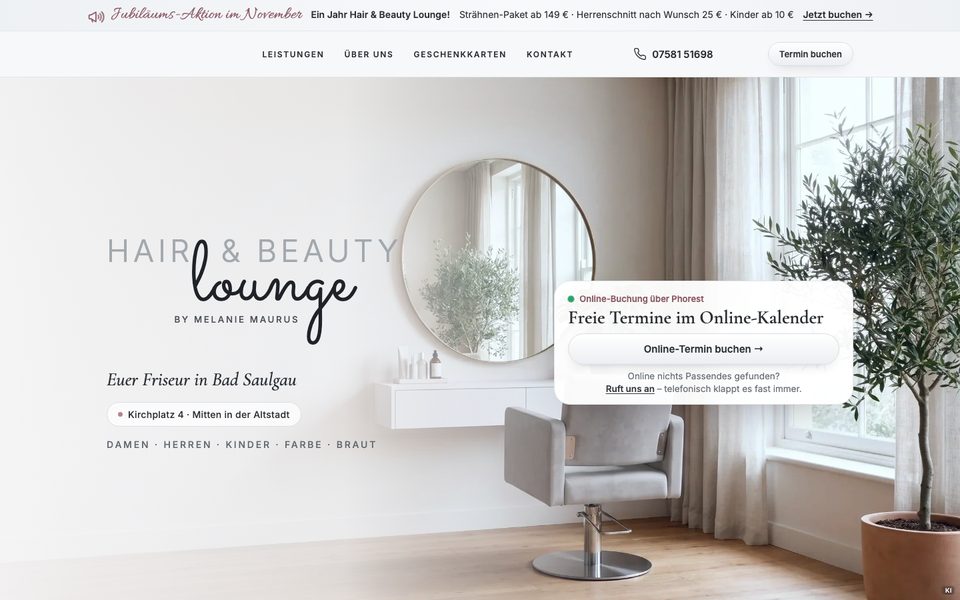 Jubiläums-Aktion im November Ein Jahr Hair & Beauty Lounge! Strähnen-Paket ab 149 € · Herrenschnitt nach Wunsch 25 € · Kinder ab 10 € Jetzt buchen →
LEISTUNGEN ÜBER UNS GESCHENKKARTEN KONTAKT 07581 51698 Termin buchen
HAIR & BEAUTY
lounge
BY MELANIE MAURUS
Euer Friseur in Bad Saulgau
Kirchplatz 4 · Mitten in der Altstadt
DAMEN · HERREN · KINDER · FARBE · BRAUT
Online-Buchung über Phorest
Freie Termine im Online-Kalender
Online-Termin buchen →
Online nichts Passendes gefunden?
Ruft uns an – telefonisch klappt es fast immer.
KI